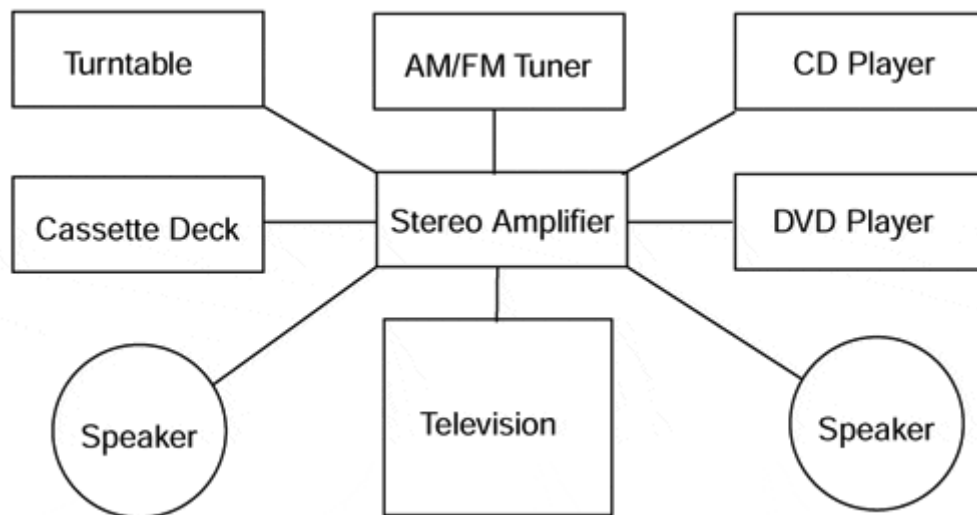 Turntable
AM/FM Tuner
CD Player
Cassette Deck
Stereo Amplifier
DVD Player
Speaker
Television
Speaker